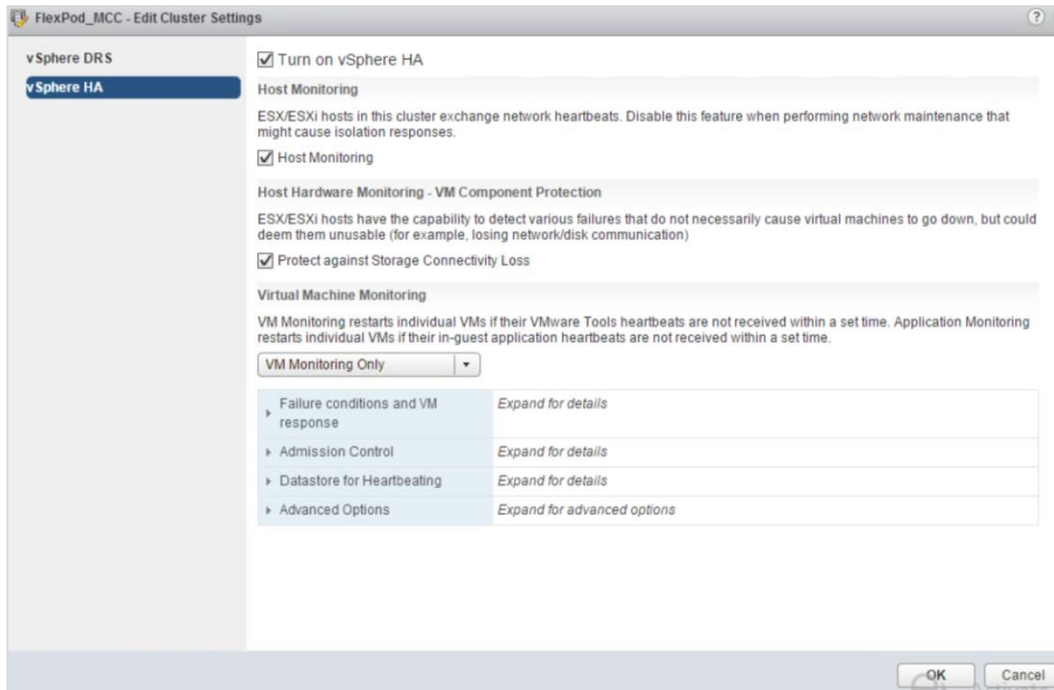 FlexPod_MCC - Edit Cluster Settings
?
vSphere DRS
vSphere HA
Turn on vSphere HA
Host Monitoring
ESX/ESXi hosts in this cluster exchange network heartbeats. Disable this feature when performing network maintenance that
might cause isolation responses.
Host Monitoring
Host Hardware Monitoring - VM Component Protection
ESX/ESXi hosts have the capability to detect various failures that do not necessarily cause virtual machines to go down, but could
deem them unusable (for example, losing network/disk communication)
Protect against Storage Connectivity Loss
Virtual Machine Monitoring
VM Monitoring restarts individual VMs if their VMware Tools heartbeats are not received within a set time. Application Monitoring
restarts individual VMs if their in-guest application heartbeats are not received within a set time.
VM Monitoring Only
Failure conditions and VM
response
Expand for details
Admission Control Expand for details
Datastore for Heartbeating Expand for details
Advanced Options Expand for advanced options
OK Cancel